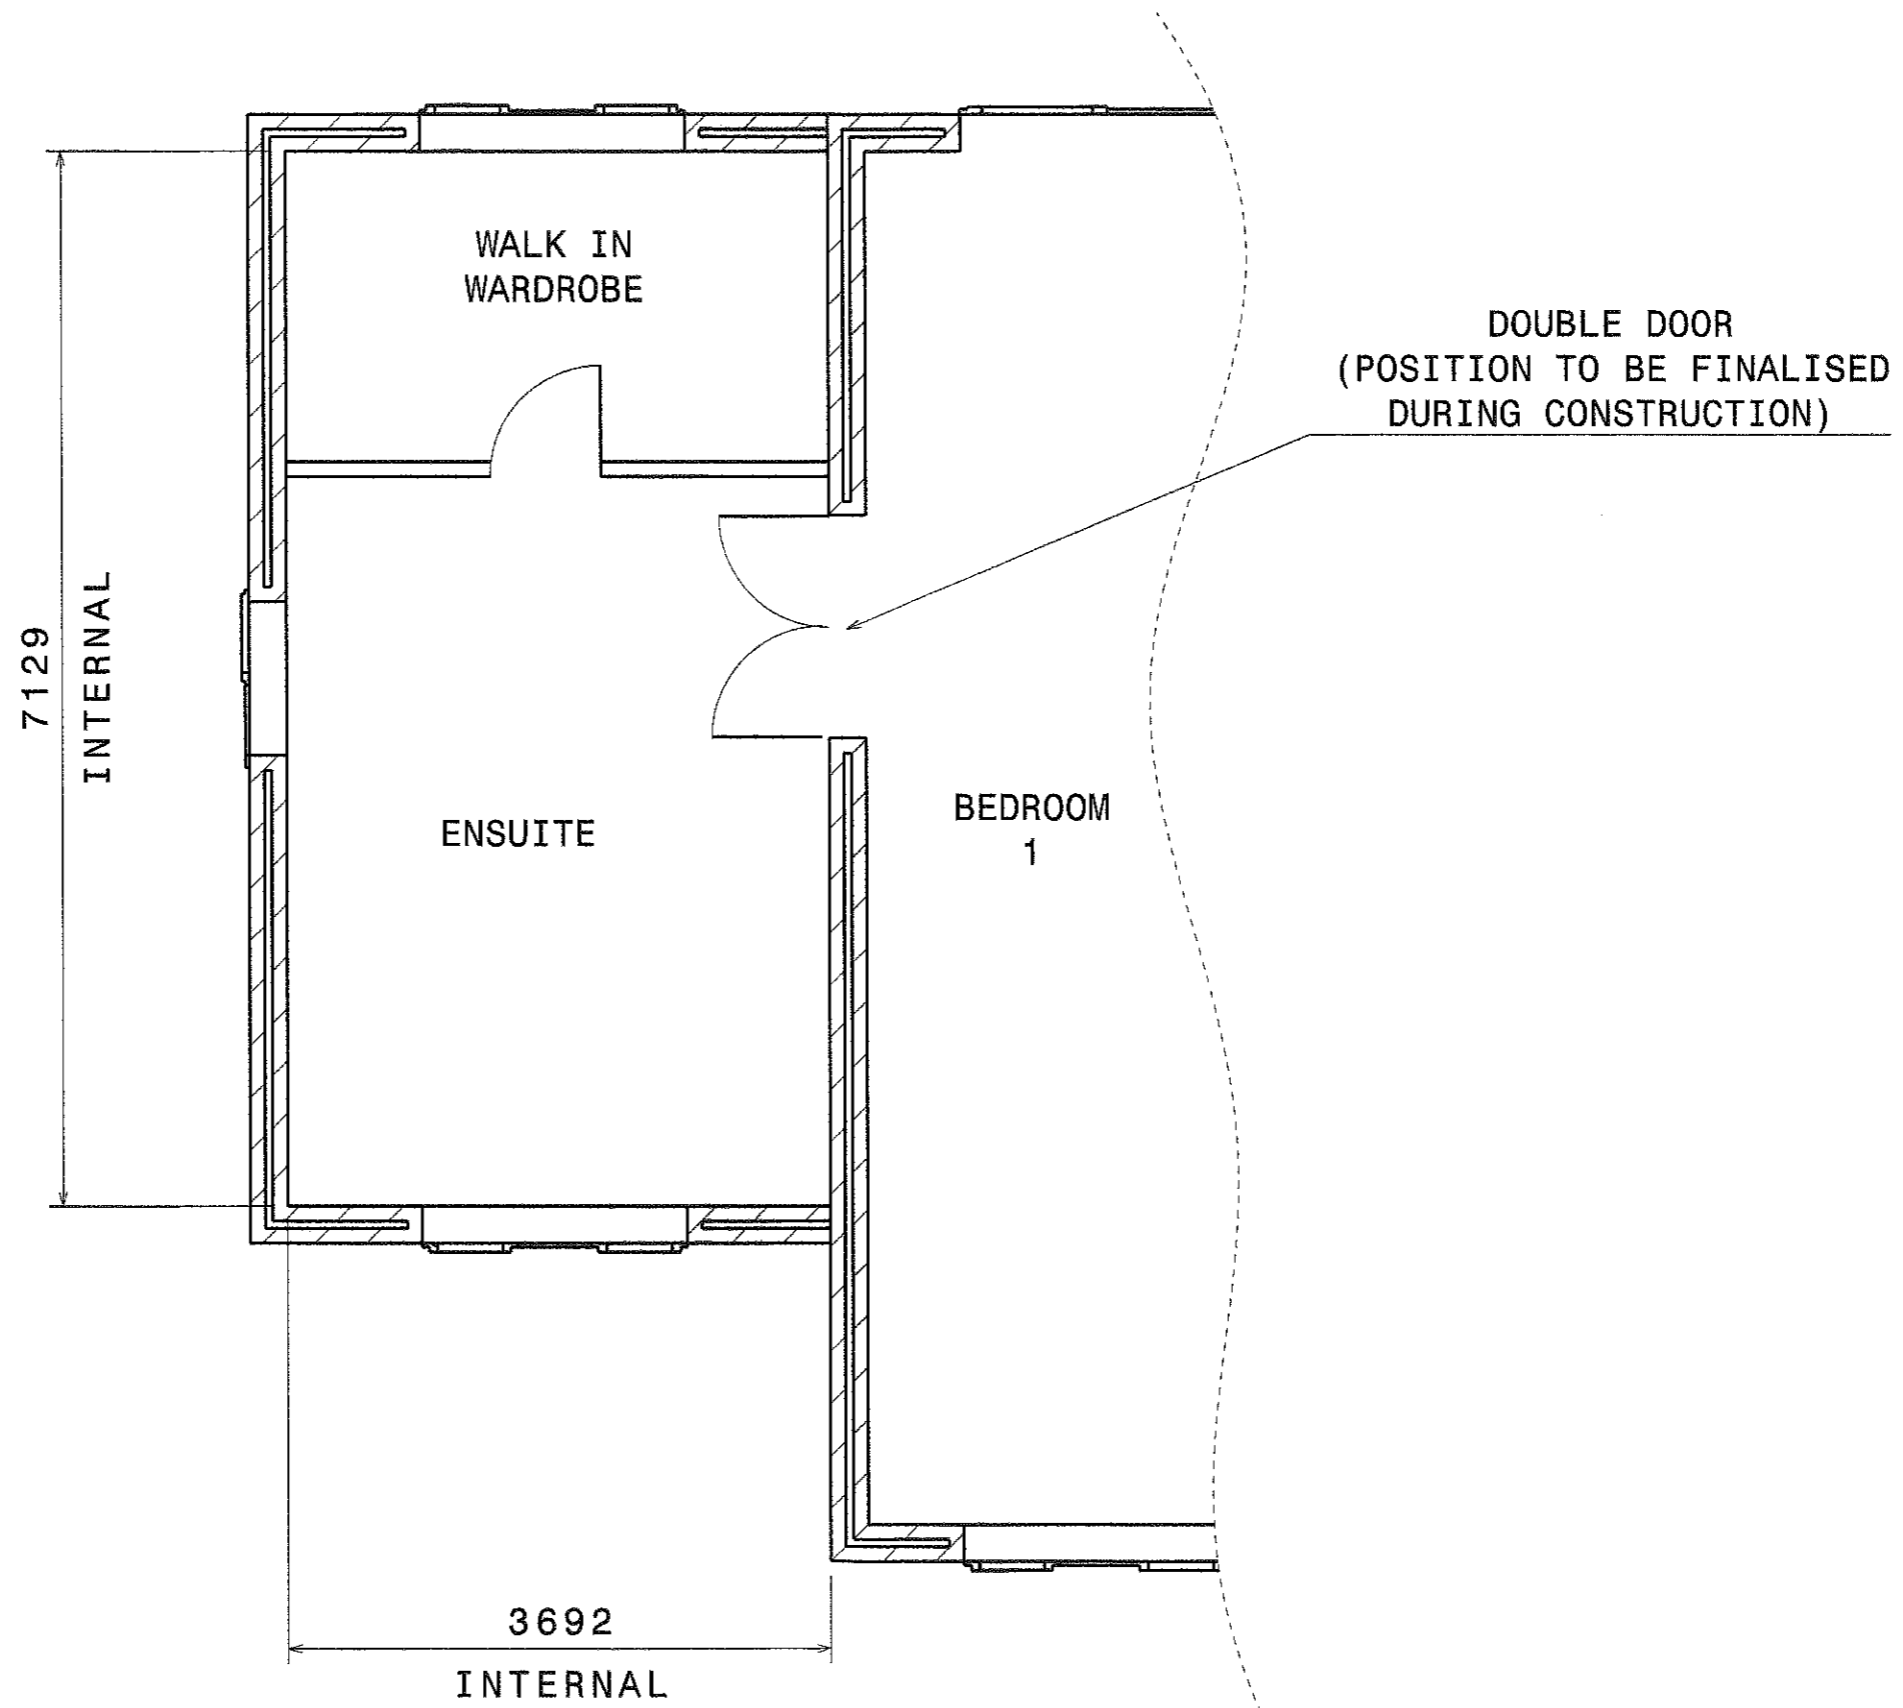 WALK IN
WARDROBE
DOUBLE DOOR
(POSITION TO BE FINALISED
DURING CONSTRUCTION)
7129
INTERNAL
ENSUITE
BEDROOM
1
3692
INTERNAL